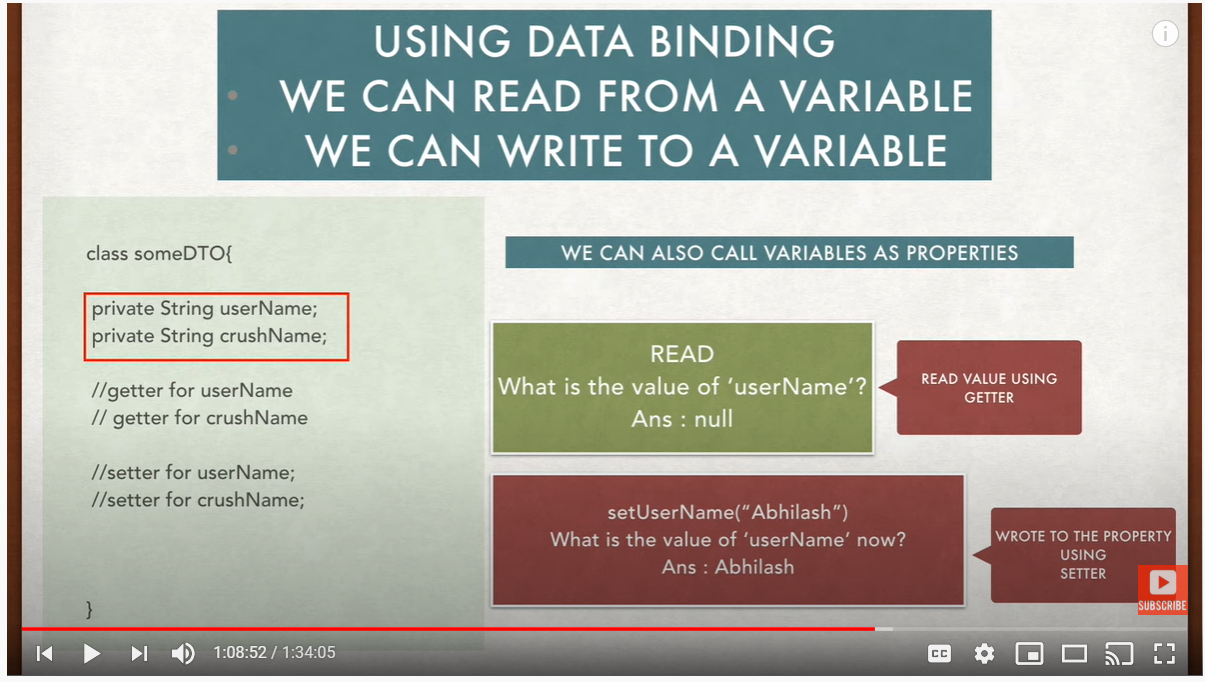 USING DATA BINDING
• WE CAN READ FROM A VARIABLE
• WE CAN WRITE TO A VARIABLE
class someDTO{
private String userName;
private String crushName;
//getter for userName
// getter for crushName
//setter for userName;
//setter for crushName;
}
WE CAN ALSO CALL VARIABLES AS PROPERTIES
READ
What is the value of ‘userName’?
Ans : null
READ VALUE USING
GETTER
setUserName(“Abhilash”)
What is the value of ‘userName’ now?
Ans : Abhilash
WROTE TO THE PROPERTY
USING
SETTER
SUBSCRIBE
1:08:52 / 1:34:05
CC
i